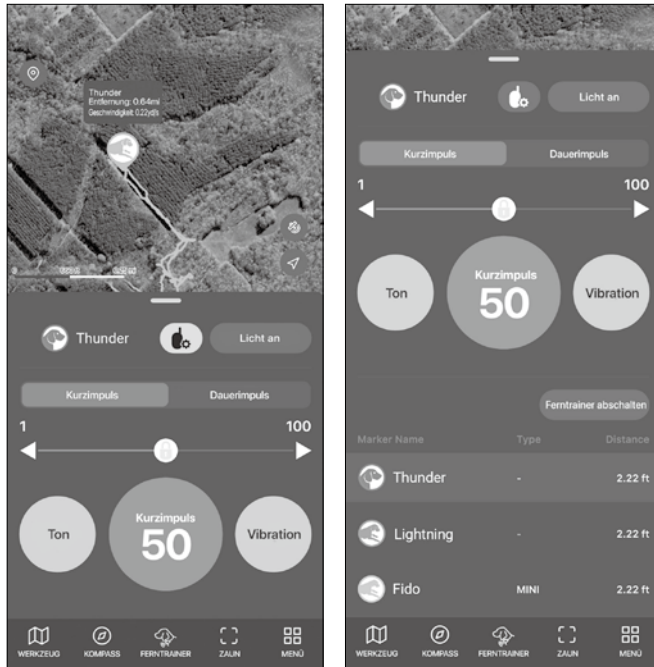 Thunder
Entfernung: 0.64mi
Geschwindigkeit: 0.22yd/s
Thunder
Licht an
Kurzimpuls
Dauerimpuls
1
100
Ton
Kurzimpuls
50
Vibration
WERKZEUG
KOMPASS
FERNTRAINER
ZAUN
MENÜ
Thunder
Licht an
Kurzimpuls
Dauerimpuls
1
100
Ton
Kurzimpuls
50
Vibration
Ferntrainer abschalten
Marker Name
Type
Distance
Thunder
-
2.22 ft
Lightning
-
2.22 ft
Fido
MINI
2.22 ft
WERKZEUG
KOMPASS
FERNTRAINER
ZAUN
MENÜ